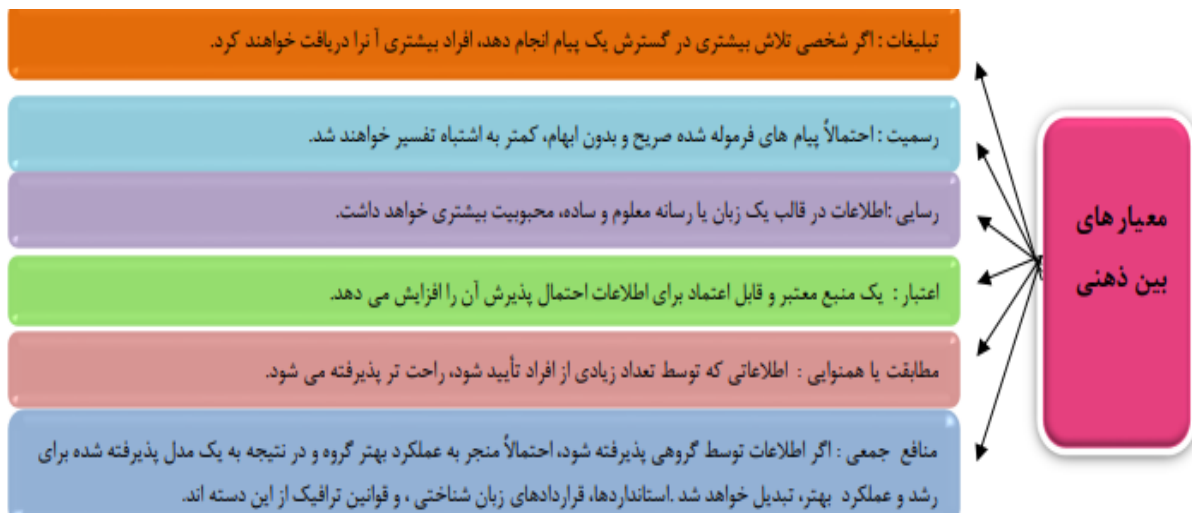 تبلیغات : اگر شخصی تلاش بیشتری در گسترش یک پیام انجام دهد، افراد بیشتری آ نرا دریافت خواهند کرد.
رسمیت : احتمالاً پیام های فرموله شده صریح و بدون ابهام، کمتر به اشتباه تفسیر خواهند شد.
رسایی :اطلاعات در قالب یک زبان یا رسانه معلوم و ساده، محبوبیت بیشتری خواهد داشت.
معیارهای
بین ذهنی
اعتبار : یک منبع معتبر و قابل اعتماد برای اطلاعات احتمال پذیرش آن را افزایش می دهد.
مطابقت یا همنوایی : اطلاعاتی که توسط تعداد زیادی از افراد تأیید شود، راحت تر پذیرفته می شود.
منافع جمعی : اگر اطلاعات توسط گروهی پذیرفته شود، احتمالاً منجر به عملکرد بهتر گروه و در نتیجه به یک مدل پذیرفته شده برای
رشد و عملکرد بهتر، تبدیل خواهد شد .استانداردها، قراردادهای زبان شناختی ، و قوانین ترافیک از این دسته اند.